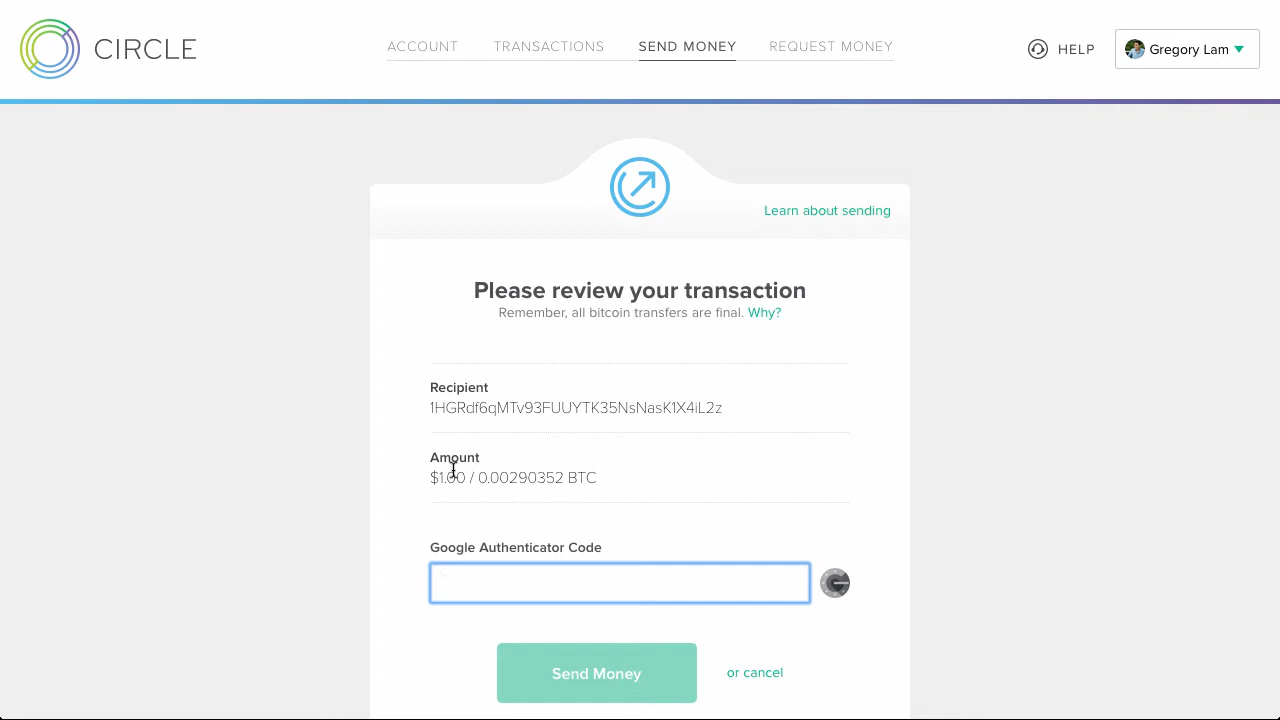 CIRCLE
ACCOUNT TRANSACTIONS SEND MONEY REQUEST MONEY
HELP
Gregory Lam
Learn about sending
Please review your transaction
Remember, all bitcoin transfers are final. Why?
Recipient
1HGRdf6qMTv93FUUYTK35NsNasK1X4iL2z
Amount
$1.00 / 0.00290352 BTC
Google Authenticator Code
Send Money
or cancel